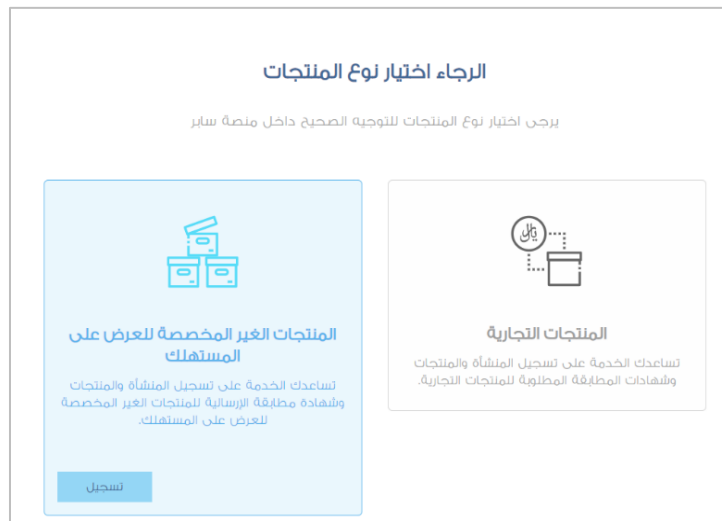 الرجاء اختيار نوع المنتجات
يرجى اختيار نوع المنتجات للتوجيه الصحيح داخل منصة سابر
ريال
المنتجات التجارية
تساعدك الخدمة على تسجيل المنشأة والمنتجات
وشهادات المطابقة المطلوبة للمنتجات التجارية.
المنتجات الغير المخصصة للعرض على
المستهلك
تساعدك الخدمة على تسجيل المنشأة والمنتجات
وشهادة مطابقة الإرسالية للمنتجات الغير المخصصة
للعرض على المستهلك.
تسجيل